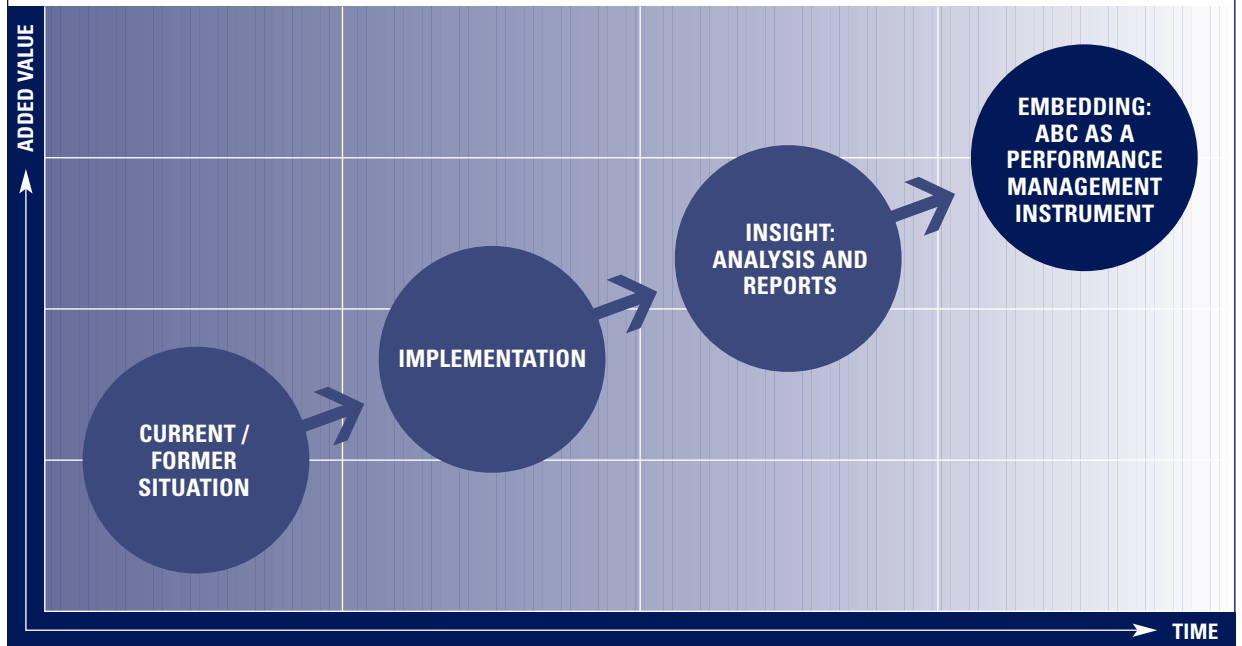 ADDED VALUE
EMBEDDING:
ABC AS A
PERFORMANCE
MANAGEMENT
INSTRUMENT
INSIGHT:
ANALYSIS AND
REPORTS
IMPLEMENTATION
CURRENT /
FORMER
SITUATION
TIME